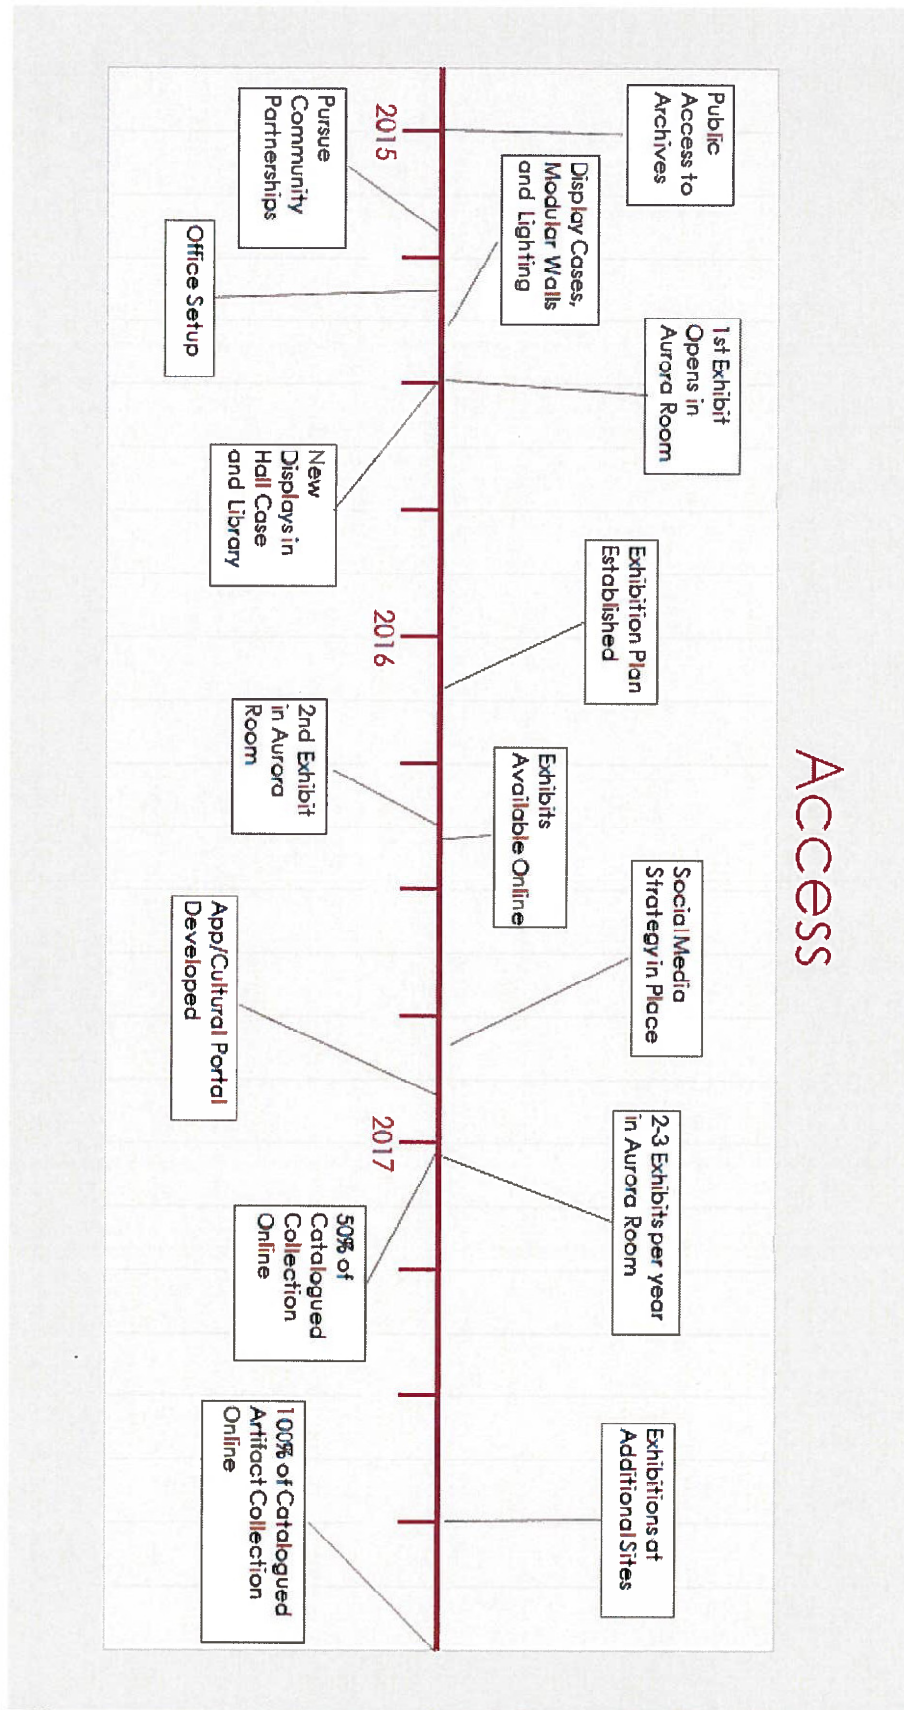 Access
Public
Access to
Archives
Display Cases,
Modular Walls
and Lighting
1st Exhibit
Opens in
Aurora Room
Exhibition Plan
Established
Exhibits
Available Online
Social Media
Strategy in Place
2-3 Exhibits per year
in Aurora Room
Exhibitions at
Additional Sites
2015
2016
2017
Pursue
Community
Partnerships
Office Setup
New
Displays in
Hall Case
and Library
2nd Exhibit
in Aurora
Room
App/Cultural Portal
Developed
50% of
Catalogued
Collection
Online
100% of Catalogued
Artifact Collection
Online